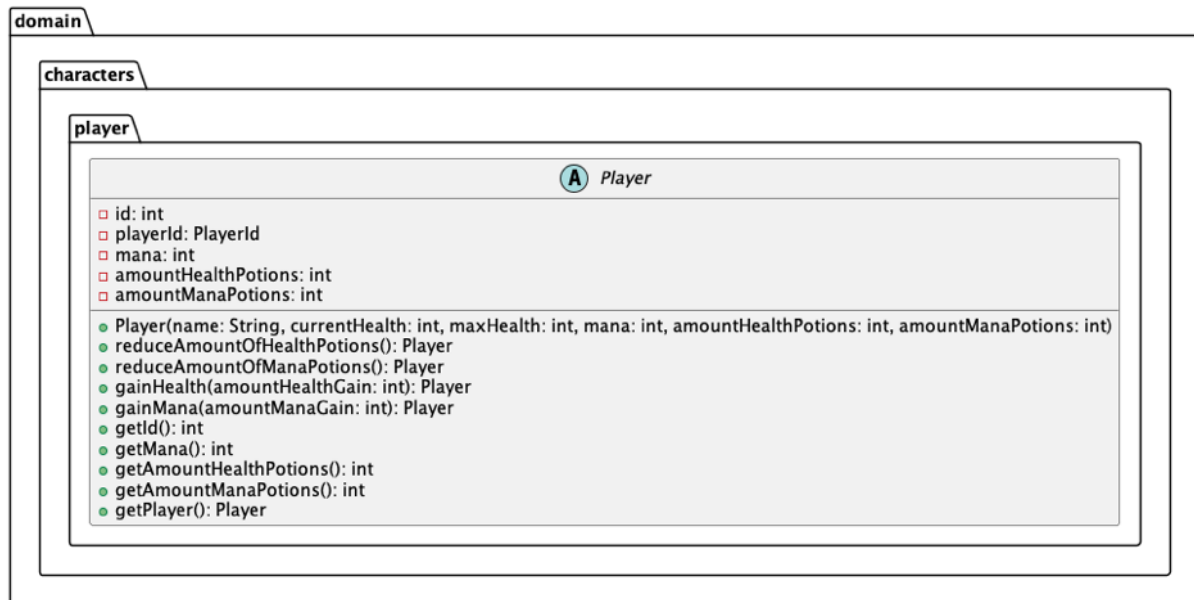 domain
characters
player
A Player
id: int
playerId: PlayerId
mana: int
amountHealthPotions: int
amountManaPotions: int
Player(name: String, currentHealth: int, maxHealth: int, mana: int, amountHealthPotions: int, amountManaPotions: int)
reduceAmountOfHealthPotions(): Player
reduceAmountOfManaPotions(): Player
gainHealth(amountHealthGain: int): Player
gainMana(amountManaGain: int): Player
getId(): int
getMana(): int
getAmountHealthPotions(): int
getAmountManaPotions(): int
getPlayer(): Player